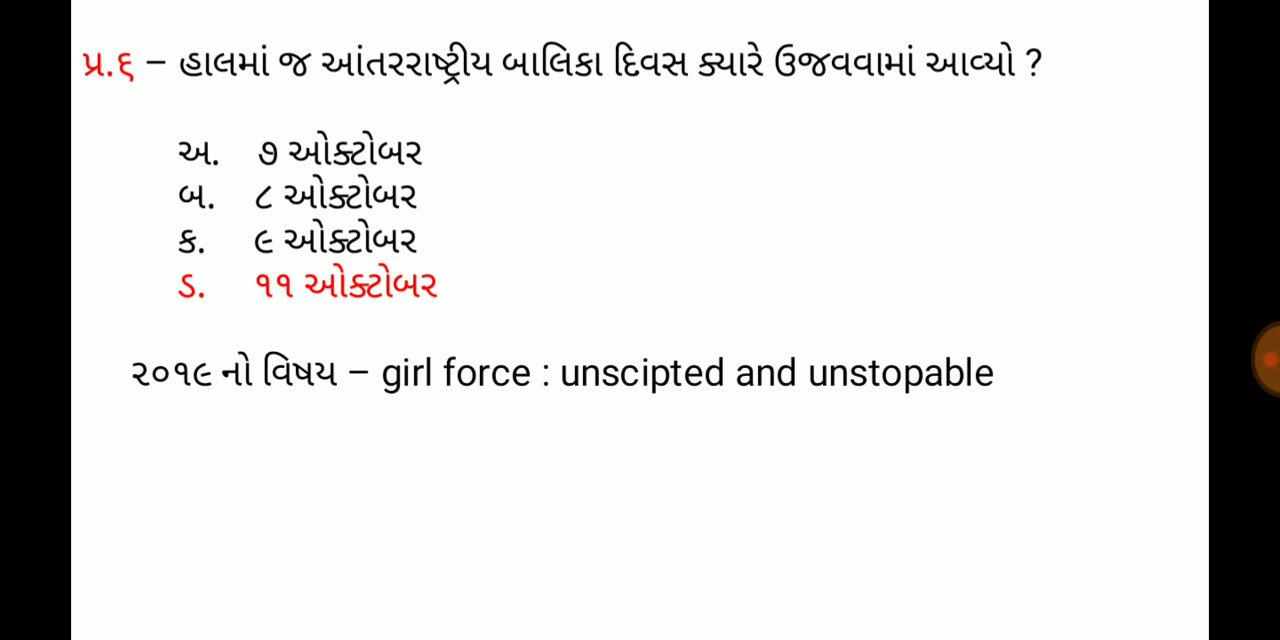 પ્ર.૬ – હાલમાં જ આંતરરાષ્ટ્રીય બાલિકા દિવસ ક્યારે ઉજવવામાં આવ્યો ?
અ. ૭ ઓક્ટોબર
બ. ૮ ઓક્ટોબર
ક. ૯ ઓક્ટોબર
ડ. ૧૧ ઓક્ટોબર
૨૦૧૯ નો વિષય – girl force : unscipted and unstopable